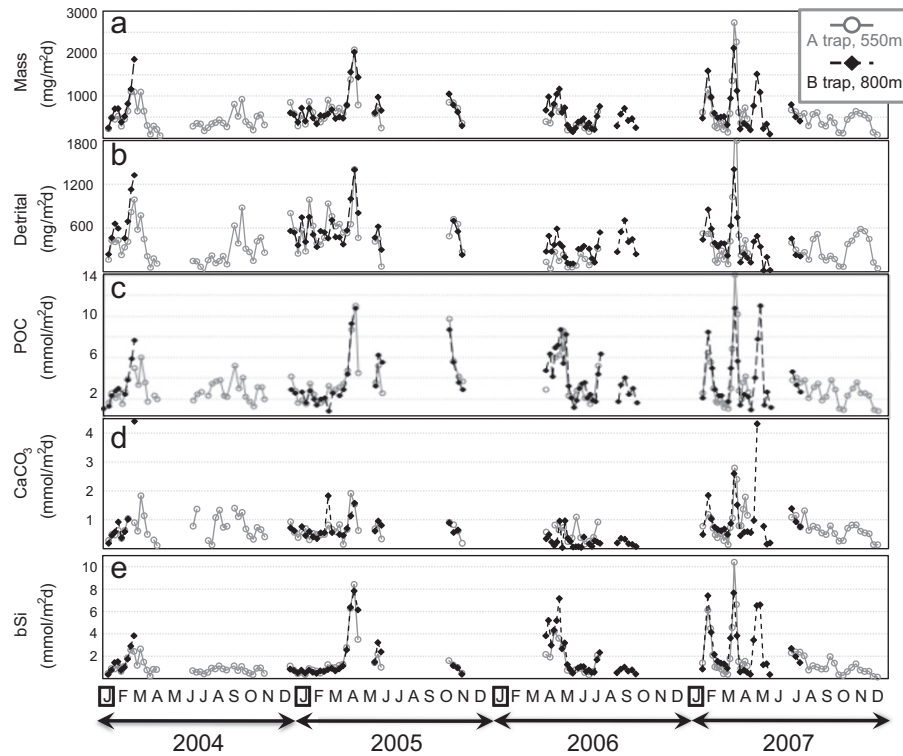 a
Mass
(mg/m²d)
3000
2000
1000
A trap, 550m
B trap, 800m
b
Detrital
(mg/m²d)
1800
1200
600
c
POC
(mmol/m²d)
14
10
6
2
d
CaCO₃
(mmol/m²d)
4
3
2
1
e
bSi
(mmol/m²d)
10
8
6
4
2
J F M A M J J A S O N D J F M A M J J A S O N D J F M A M J J A S O N D J F M A M J J A S O N D
2004 2005 2006 2007